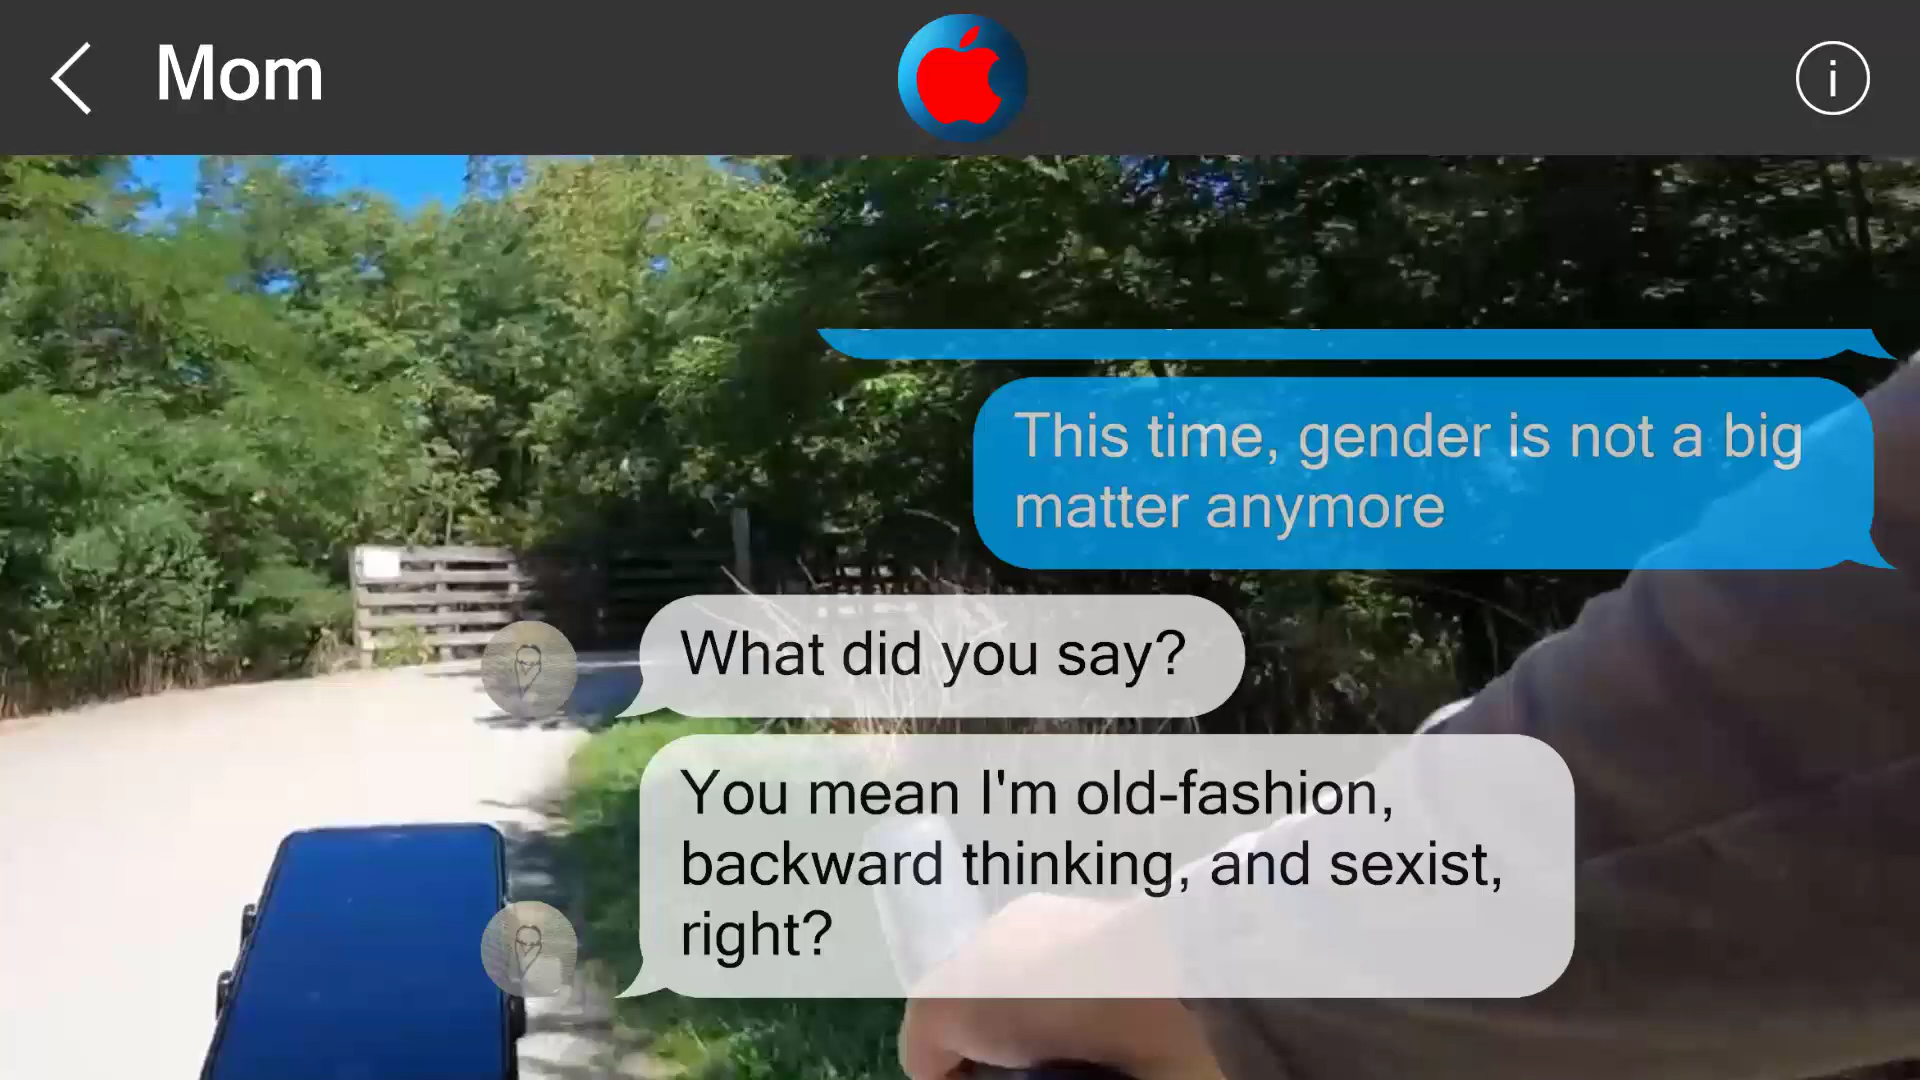 Mom
i
This time, gender is not a big
matter anymore
What did you say?
You mean I'm old-fashion,
backward thinking, and sexist,
right?